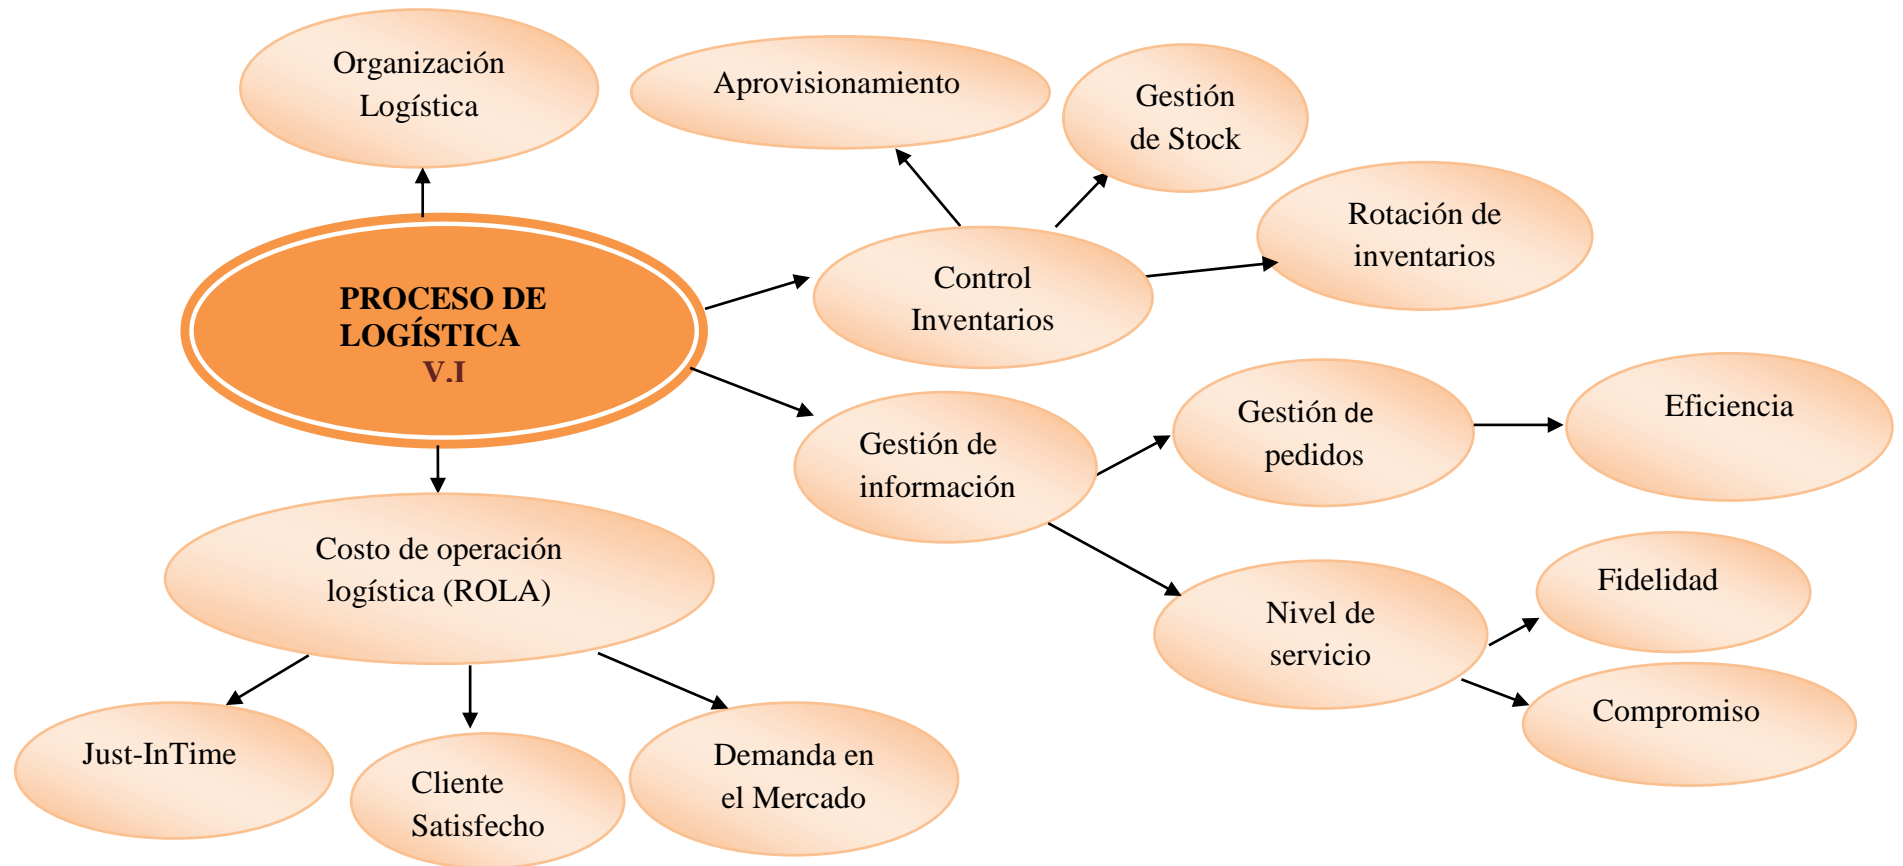 Organización
Logística
Aprovisionamiento
Gestión
de Stock
Rotación de
inventarios
PROCESO DE
LOGÍSTICA
V.I
Control
Inventarios
Gestión de
información
Gestión de
pedidos
Eficiencia
Costo de operación
logística (ROLA)
Nivel de
servicio
Fidelidad
Compromiso
Just-InTime
Cliente
Satisfecho
Demanda en
el Mercado